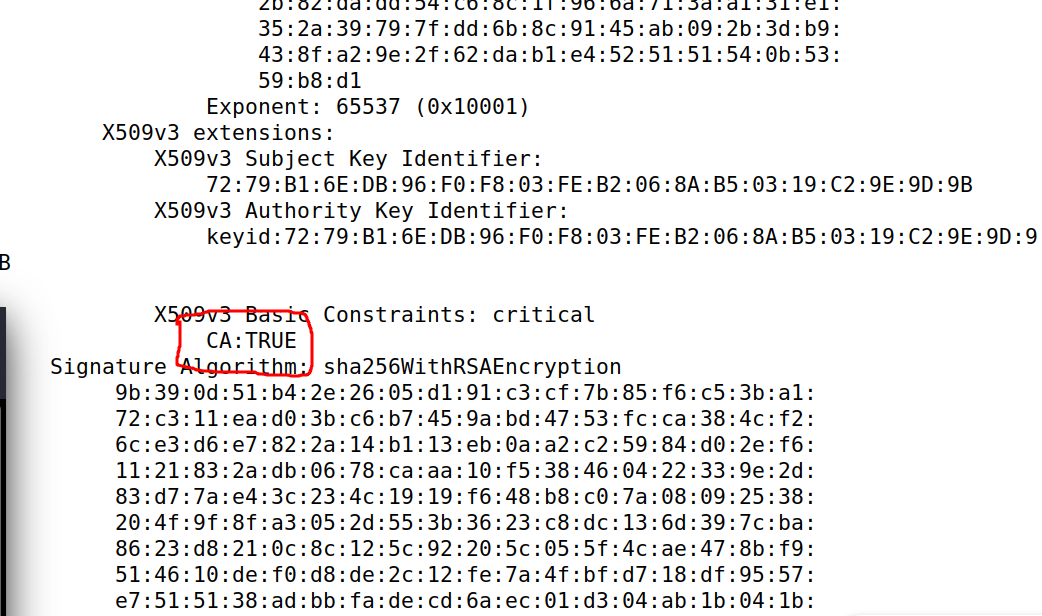 2b:82:da:dd:54:c6:8c:1f:96:6a:71:3a:a1:31:e1:
35:2a:39:79:7f:dd:6b:8c:91:45:ab:09:2b:3d:b9:
43:8f:a2:9e:2f:62:da:b1:e4:52:51:51:54:0b:53:
59:b8:d1
Exponent: 65537 (0x10001)
X509v3 extensions:
X509v3 Subject Key Identifier:
72:79:B1:6E:DB:96:F0:F8:03:FE:B2:06:8A:B5:03:19:C2:9E:9D:9B
X509v3 Authority Key Identifier:
keyid:72:79:B1:6E:DB:96:F0:F8:03:FE:B2:06:8A:B5:03:19:C2:9E:9D:9
B
X509v3 Basic Constraints: critical
CA:TRUE
Signature Algorithm: sha256WithRSAEncryption
9b:39:0d:51:b4:2e:26:05:d1:91:c3:cf:7b:85:f6:c5:3b:a1:
72:c3:11:ea:d0:3b:c6:b7:45:9a:bd:47:53:fc:ca:38:4c:f2:
6c:e3:d6:e7:82:2a:14:b1:13:eb:0a:a2:c2:59:84:d0:2e:f6:
11:21:83:2a:db:06:78:ca:aa:10:f5:38:46:04:22:33:9e:2d:
83:d7:7a:e4:3c:23:4c:19:19:f6:48:b8:c0:7a:08:09:25:38:
20:4f:9f:8f:a3:05:2d:55:3b:36:23:c8:dc:13:6d:39:7c:ba:
86:23:d8:21:0c:8c:12:5c:92:20:5c:05:5f:4c:ae:47:8b:f9:
51:46:10:de:f0:d8:de:2c:12:fe:7a:4f:bf:d7:18:df:95:57:
e7:51:51:38:ad:bb:fa:de:cd:6a:ec:01:d3:04:ab:1b:04:1b: